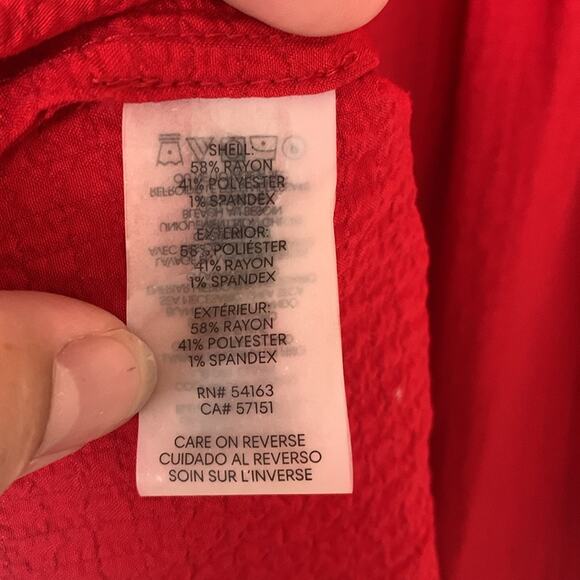 SHELL:
58% RAYON
41% POLYESTER
1% SPANDEX
EXTERIOR:
58% POLIÉSTER
41% RAYON
1% SPANDEX
EXTÉRIEUR:
58% RAYON
41% POLYESTER
1% SPANDEX
RN# 54163
CA# 57151
CARE ON REVERSE
CUIDADO AL REVERSO
SOIN SUR L'INVERSE